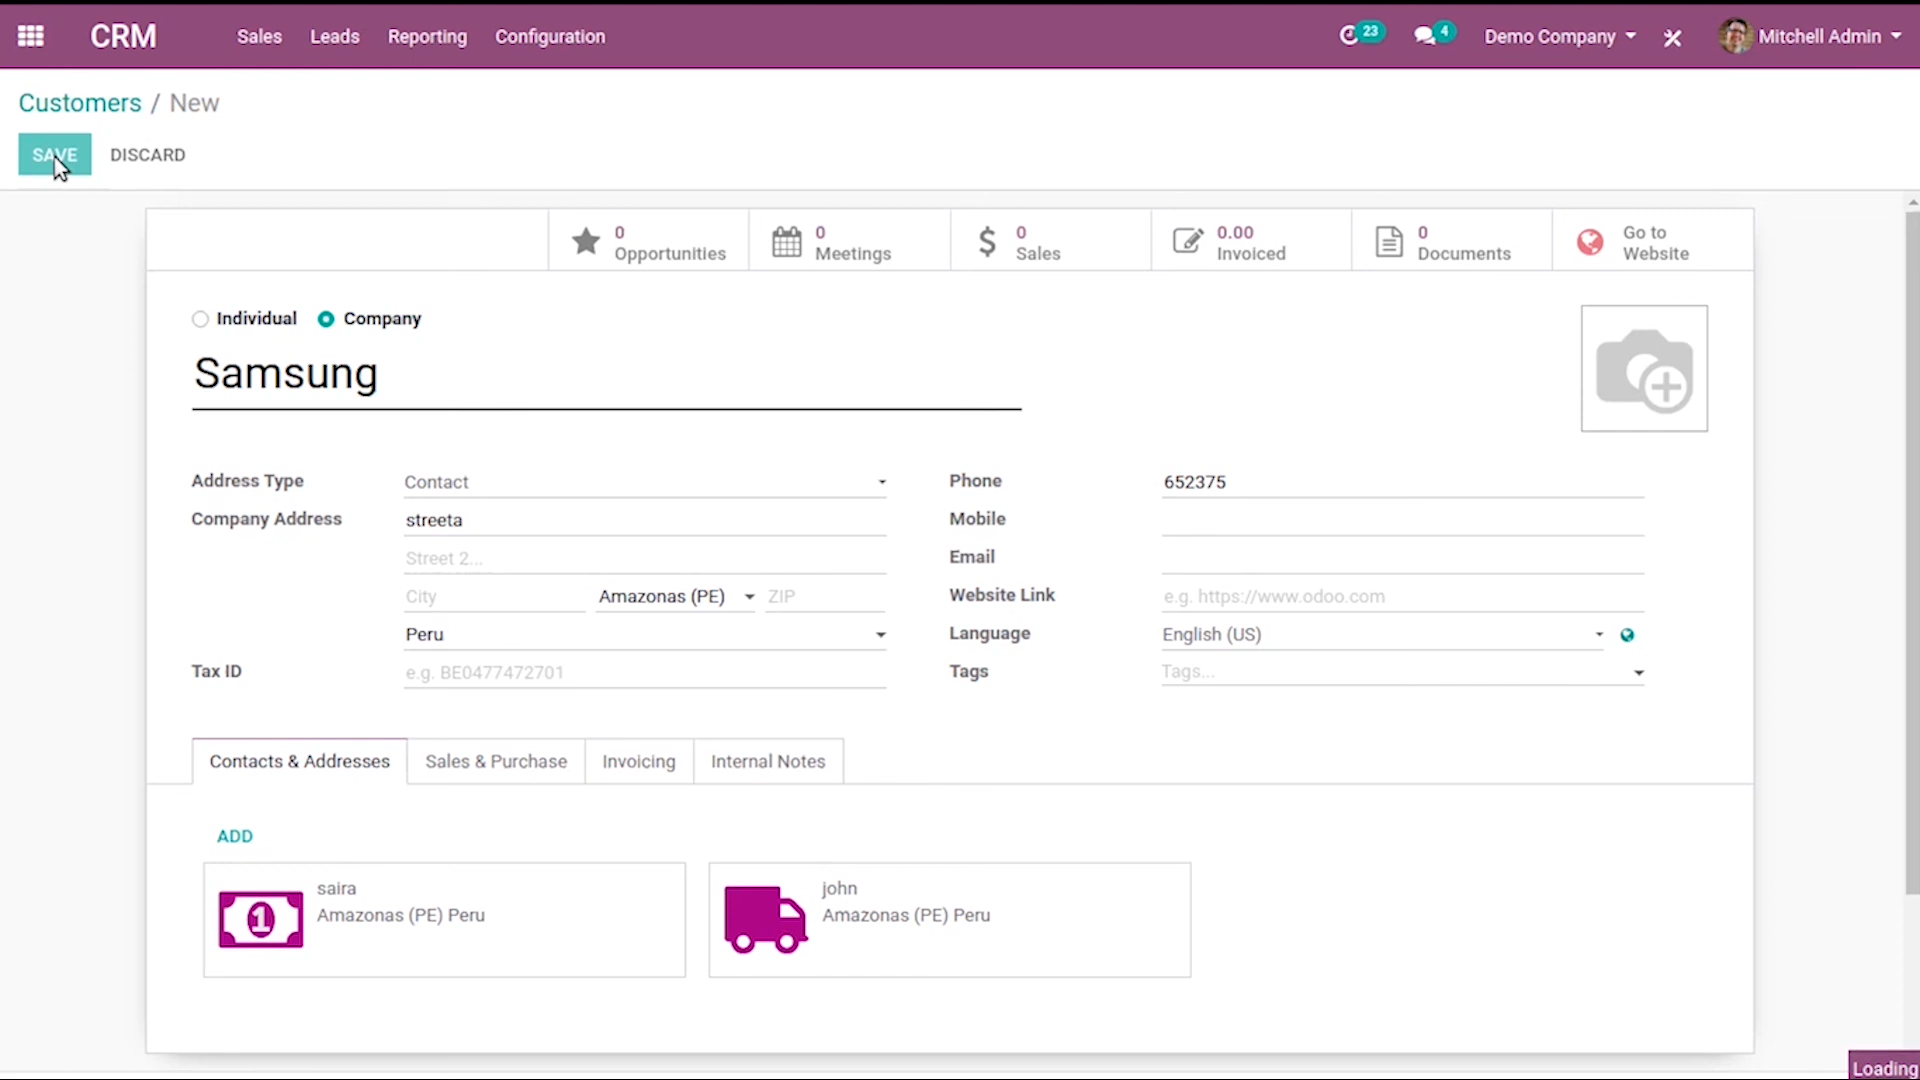 CRM Sales Leads Reporting Configuration 23 4 Demo Company Mitchell Admin
Customers / New
SAVE DISCARD
0 Opportunities
0 Meetings
0 Sales
0.00 Invoiced
0 Documents
Go to Website
Individual Company
Samsung
Address Type Contact
Phone 652375
Company Address streeta
Mobile
Street 2...
Email
City Amazonas (PE) ZIP
Website Link e.g. https://www.odoo.com
Peru
Language English (US)
Tax ID e.g. BE0477472701
Tags Tags...
Contacts & Addresses Sales & Purchase Invoicing Internal Notes
ADD
1
saira
Amazonas (PE) Peru
john
Amazonas (PE) Peru
Loading